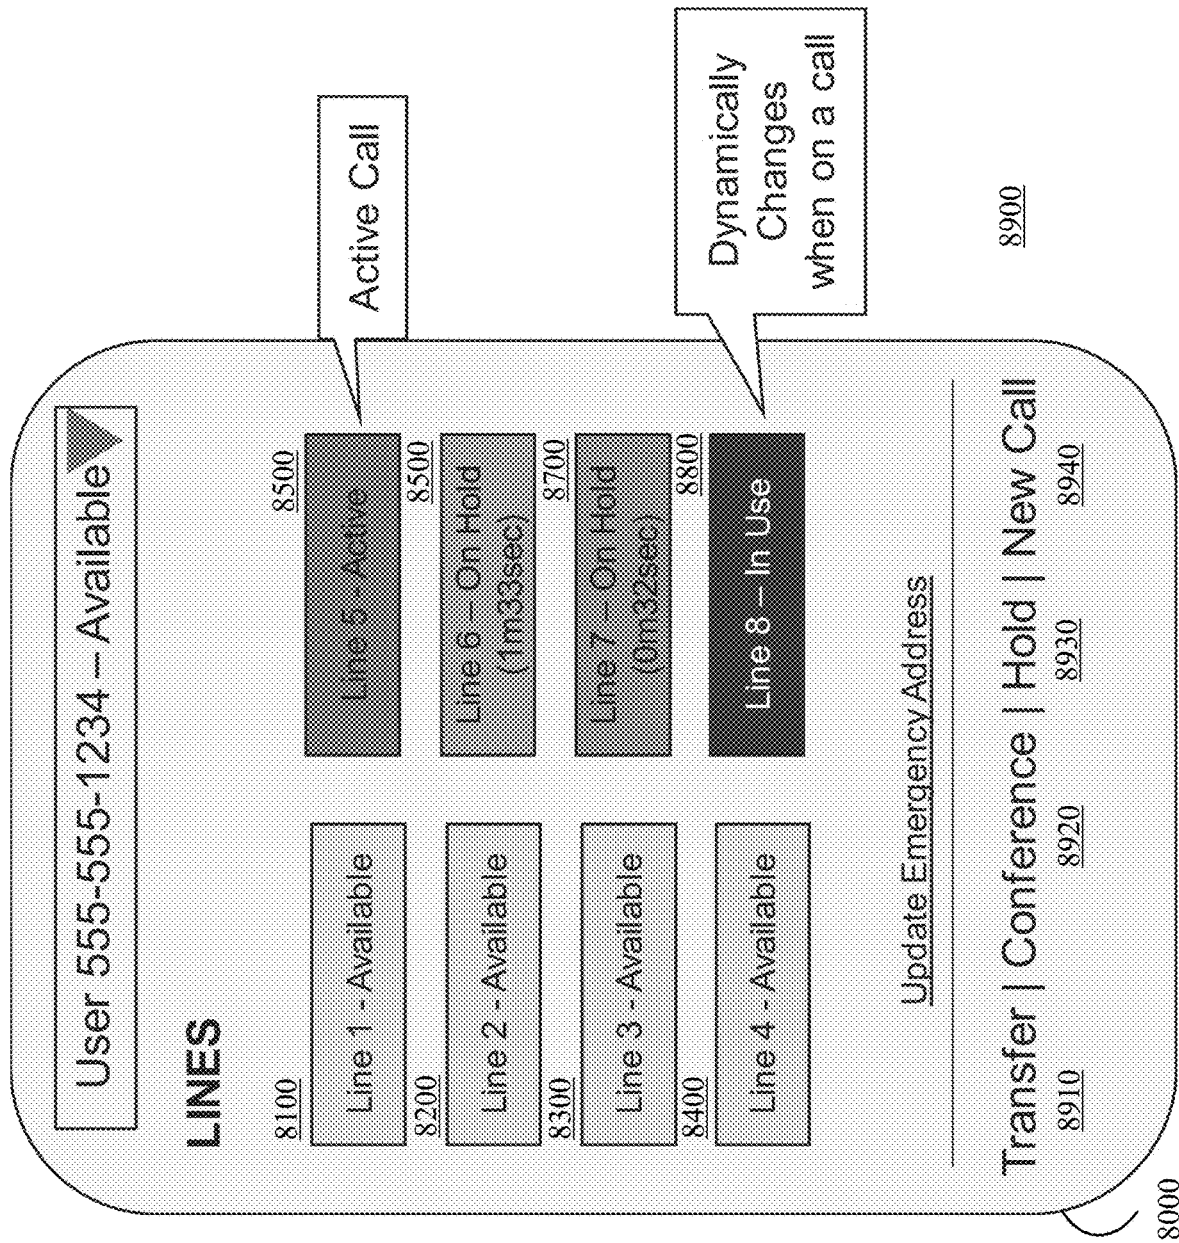 User 555-555-1234 – Available
LINES
8100
Line 1 - Available
8200
Line 2 - Available
8300
Line 3 - Available
8400
Line 4 - Available
8500
Line 5 - Active
8500
Line 6 – On Hold
(1m33sec)
8700
Line 7 – On Hold
(0m32sec)
8800
Line 8 – In Use
Active Call
Dynamically
Changes
when on a call
Update Emergency Address
Transfer | Conference | Hold | New Call
8910
8920
8930
8940
8900
8000